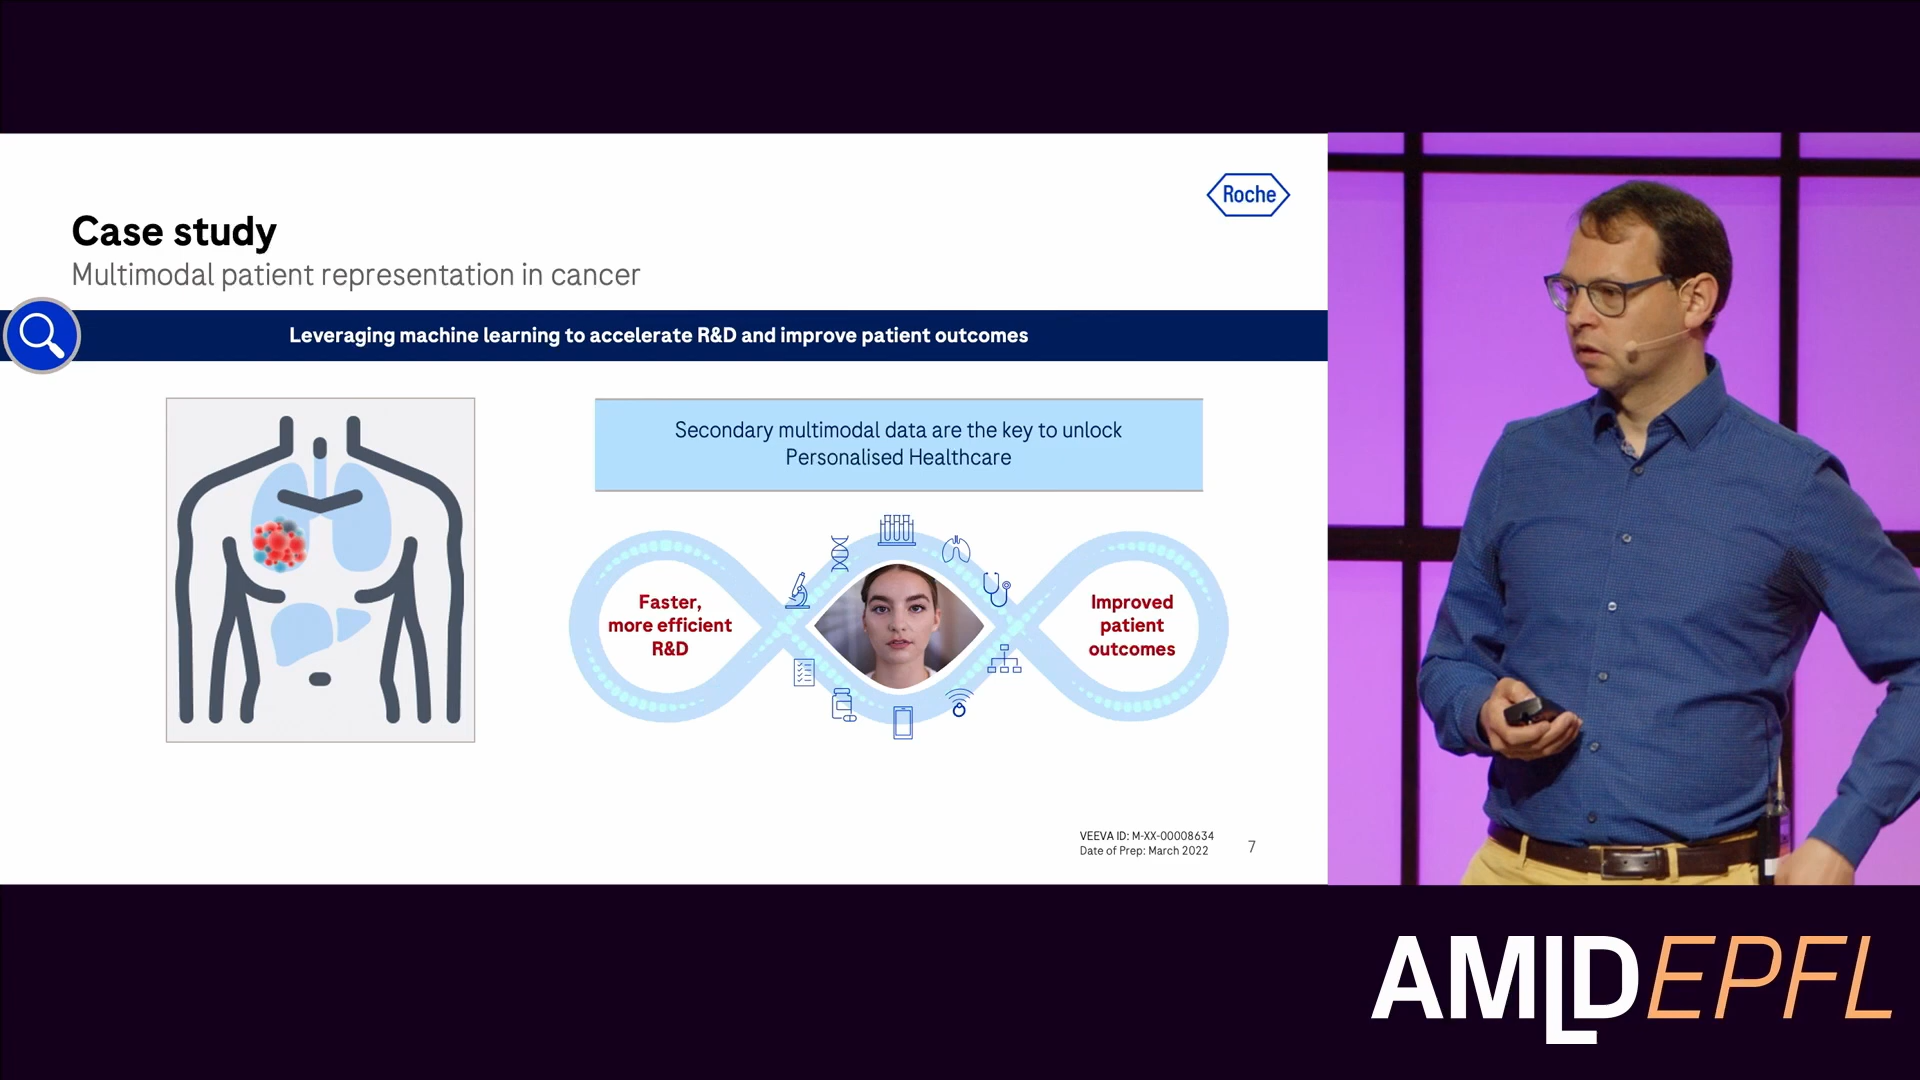 Roche
Case study
Multimodal patient representation in cancer
Leveraging machine learning to accelerate R&D and improve patient outcomes
Secondary multimodal data are the key to unlock
Personalised Healthcare
Faster,
more efficient
R&D
Improved
patient
outcomes
VEEVA ID: M-XX-00008634
Date of Prep: March 2022
7
AMLDEPFL